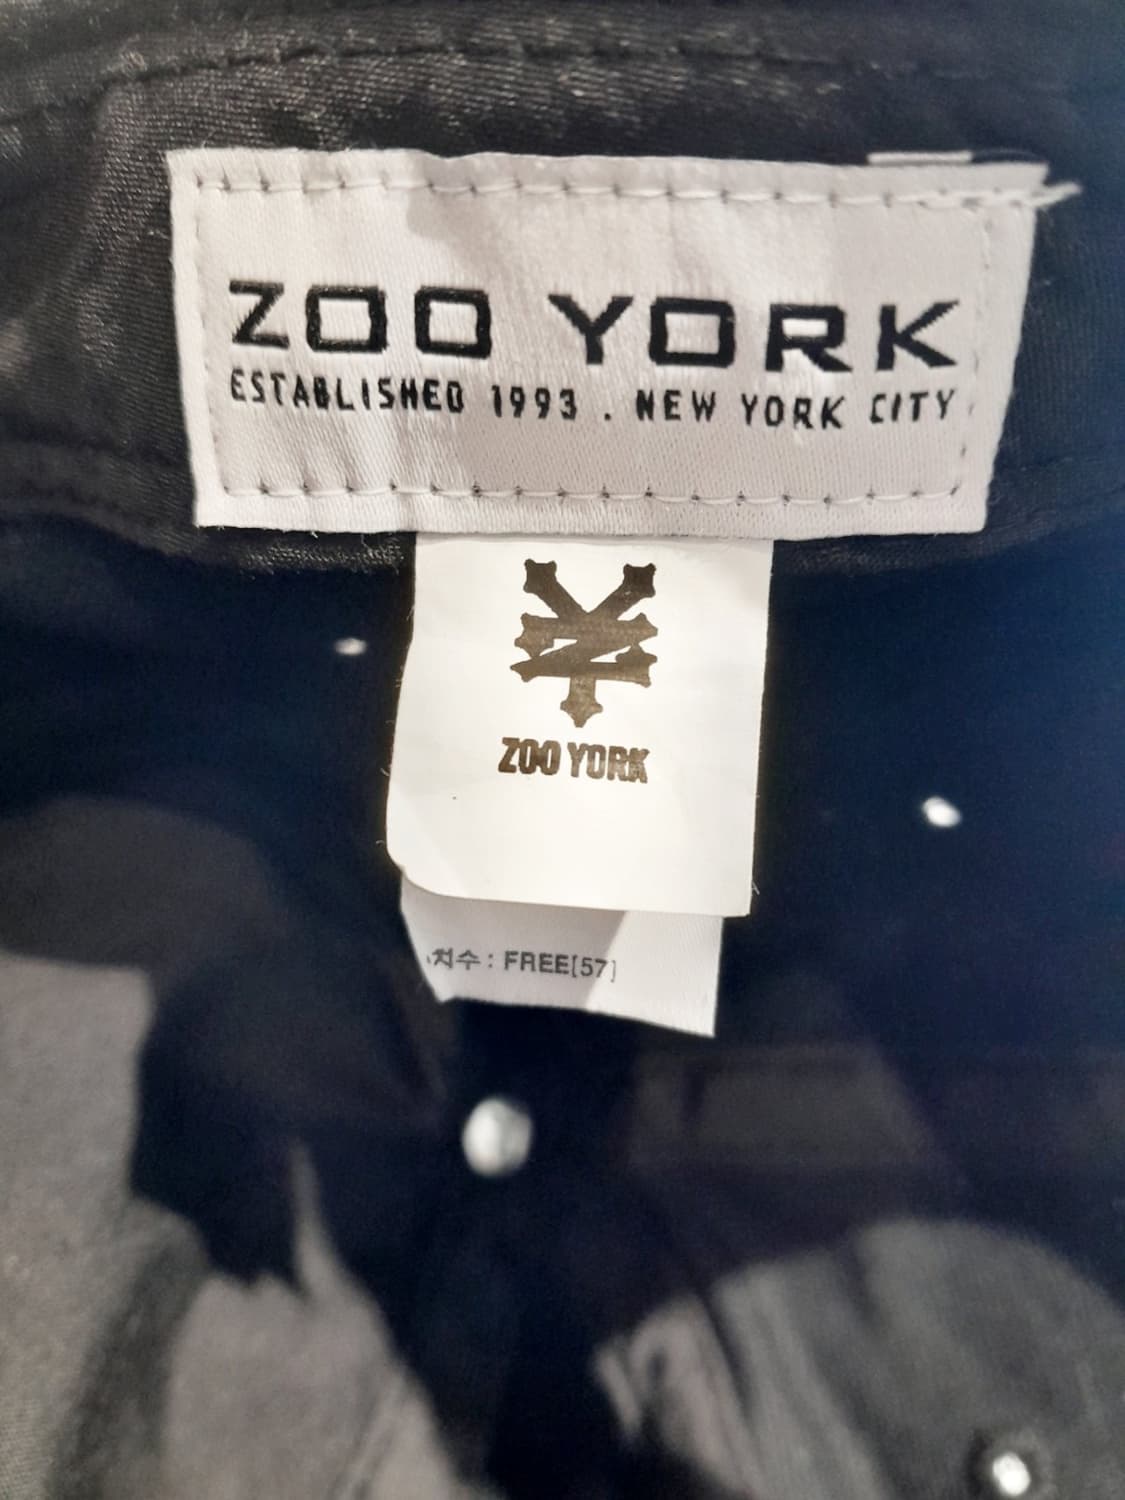 ZOO YORK
ESTABLISHED 1993 . NEW YORK CITY
ZOO YORK
치수 : FREE[57]